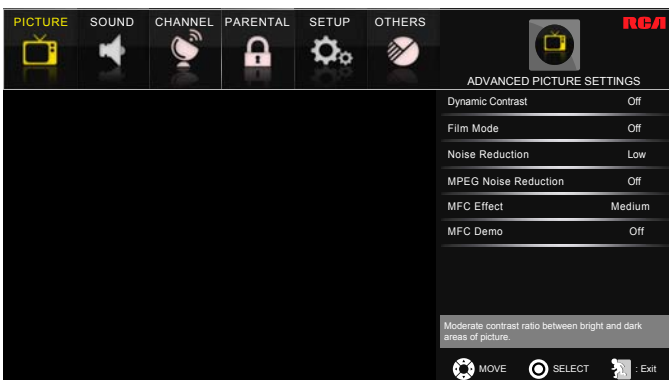 PICTURE SOUND CHANNEL PARENTAL SETUP OTHERS
RCA
ADVANCED PICTURE SETTINGS
Dynamic Contrast Off
Film Mode Off
Noise Reduction Low
MPEG Noise Reduction Off
MFC Effect Medium
MFC Demo Off
Moderate contrast ratio between bright and dark
areas of picture.
MOVE SELECT : Exit